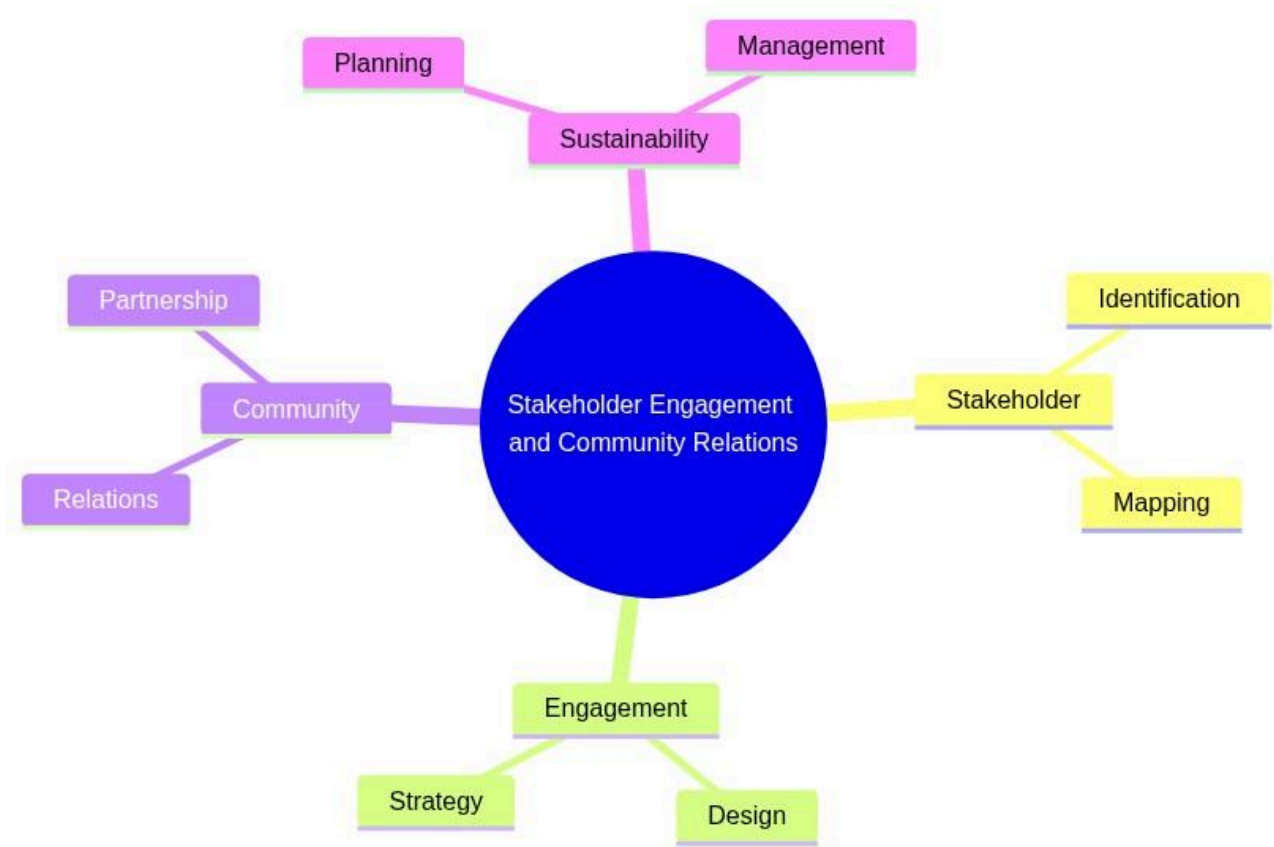 Management
Planning
Sustainability
Identification
Partnership
Stakeholder
Community
Stakeholder Engagement
and Community Relations
Relations
Mapping
Engagement
Strategy
Design